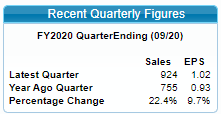 Recent Quarterly Figures
FY2020 QuarterEnding (09/20)
Sales EPS
Latest Quarter 924 1.02
Year Ago Quarter 755 0.93
Percentage Change 22.4% 9.7%